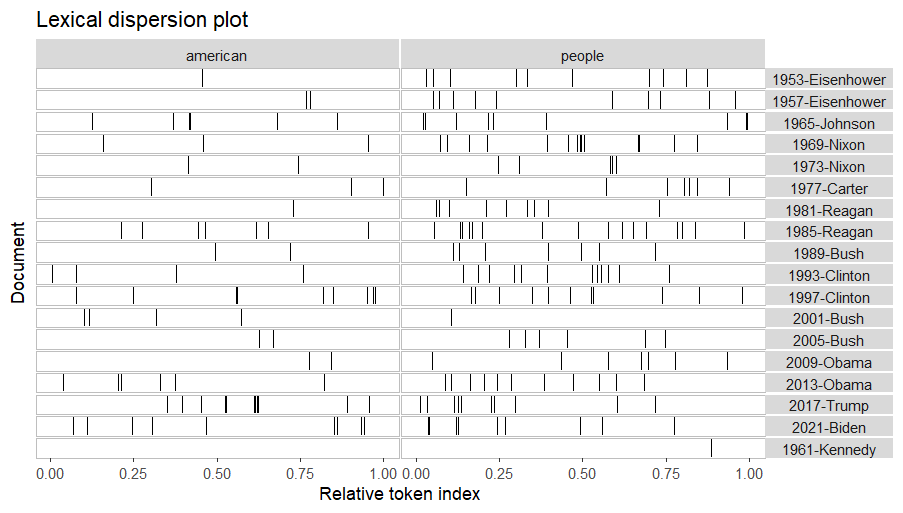 Lexical dispersion plot
american people
1953-Eisenhower
1957-Eisenhower
1965-Johnson
1969-Nixon
1973-Nixon
1977-Carter
1981-Reagan
1985-Reagan
1989-Bush
1993-Clinton
1997-Clinton
2001-Bush
2005-Bush
2009-Obama
2013-Obama
2017-Trump
2021-Biden
1961-Kennedy
Document
0.00 0.25 0.50 0.75 1.00 0.00 0.25 0.50 0.75 1.00
Relative token index